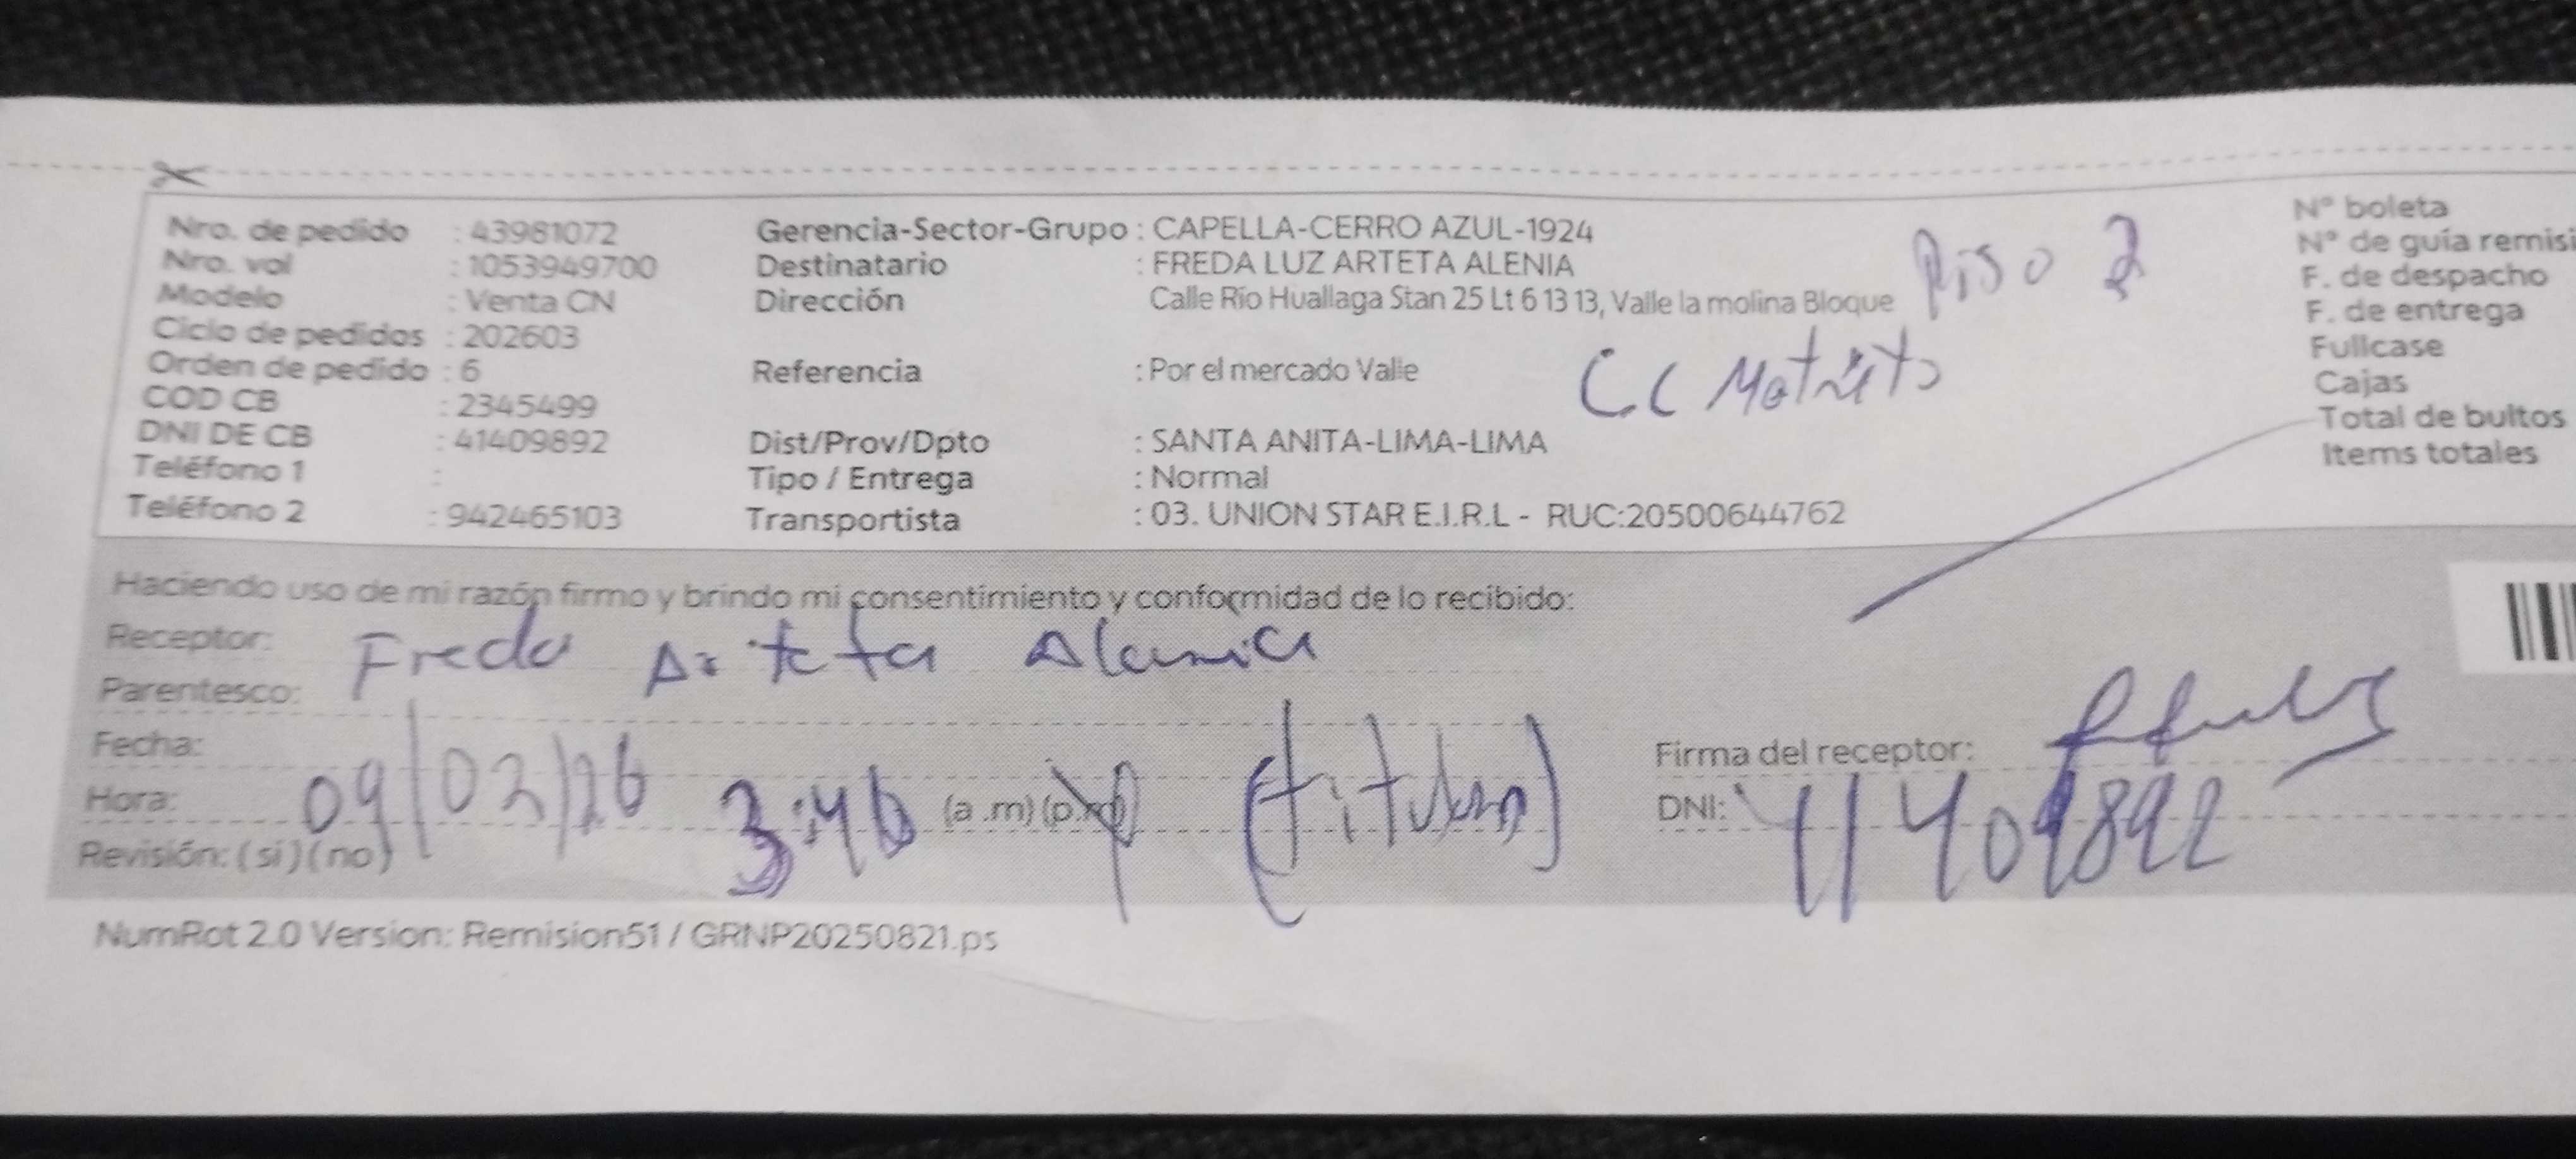 Nro. de pedido : 43981072 Gerencia-Sector-Grupo : CAPELLA-CERRO AZUL-1924 Nº boleta
Piso 2
Nro. val : 1053949700 Destinatario : FREDA LUZ ARTETA ALENIA Nº de guía remisi
Modelo : Venta CN Dirección Calle Río Huallaga Stan 25 Lt 6 13 13, Valle la molina Bloque F. de despacho
Ciclo de pedidos : 202603 F. de entrega
Orden de pedido : 6 Referencia : Por el mercado Valle CC Fullcase
COD CB : 2345499 Cajas
DNI DE CB : 41409892 Dist/Prov/Dpto : SANTA ANITA-LIMA-LIMA Total de bultos
Teléfono 1 : Tipo / Entrega : Normal Items totales
Teléfono 2 : 942465103 Transportista : 03. UNION STAR E.I.R.L - RUC:20500644762
Haciendo uso de mi razón firmo y brindo mi consentimiento y conformidad de lo recibido:
Receptor: Freda Arteta Alenia
Parentesco:
Fecha: Firma del receptor:
Hora: 09/02/26 3:46 (a .m) (p.m) (titular) DNI: 41409892
Revisión: (si) (no)
NumRot 2.0 Version: Remision51 / GRNP20250821.ps